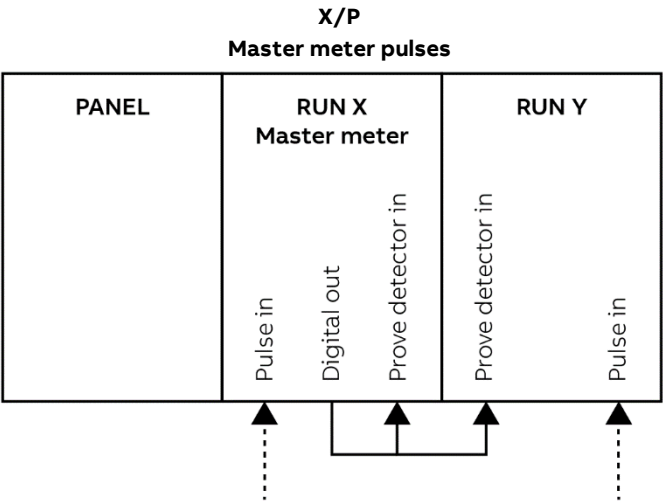 X/P
Master meter pulses
PANEL
RUN X
Master meter
RUN Y
Pulse in
Digital out
Prove detector in
Prove detector in
Pulse in